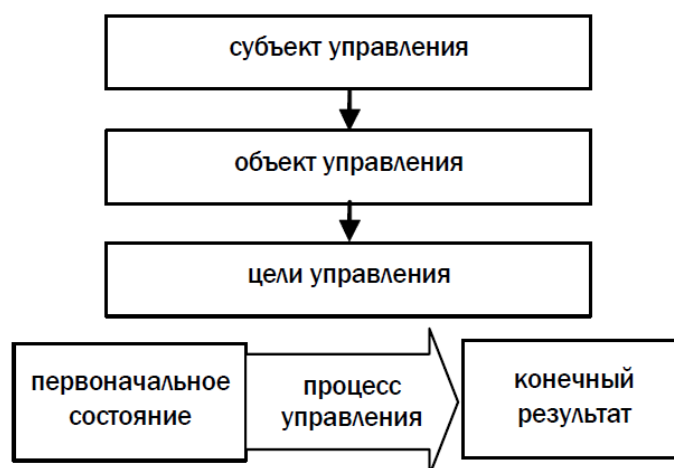 субъект управления
объект управления
цели управления
первоначальное
состояние
процесс
управления
конечный
результат